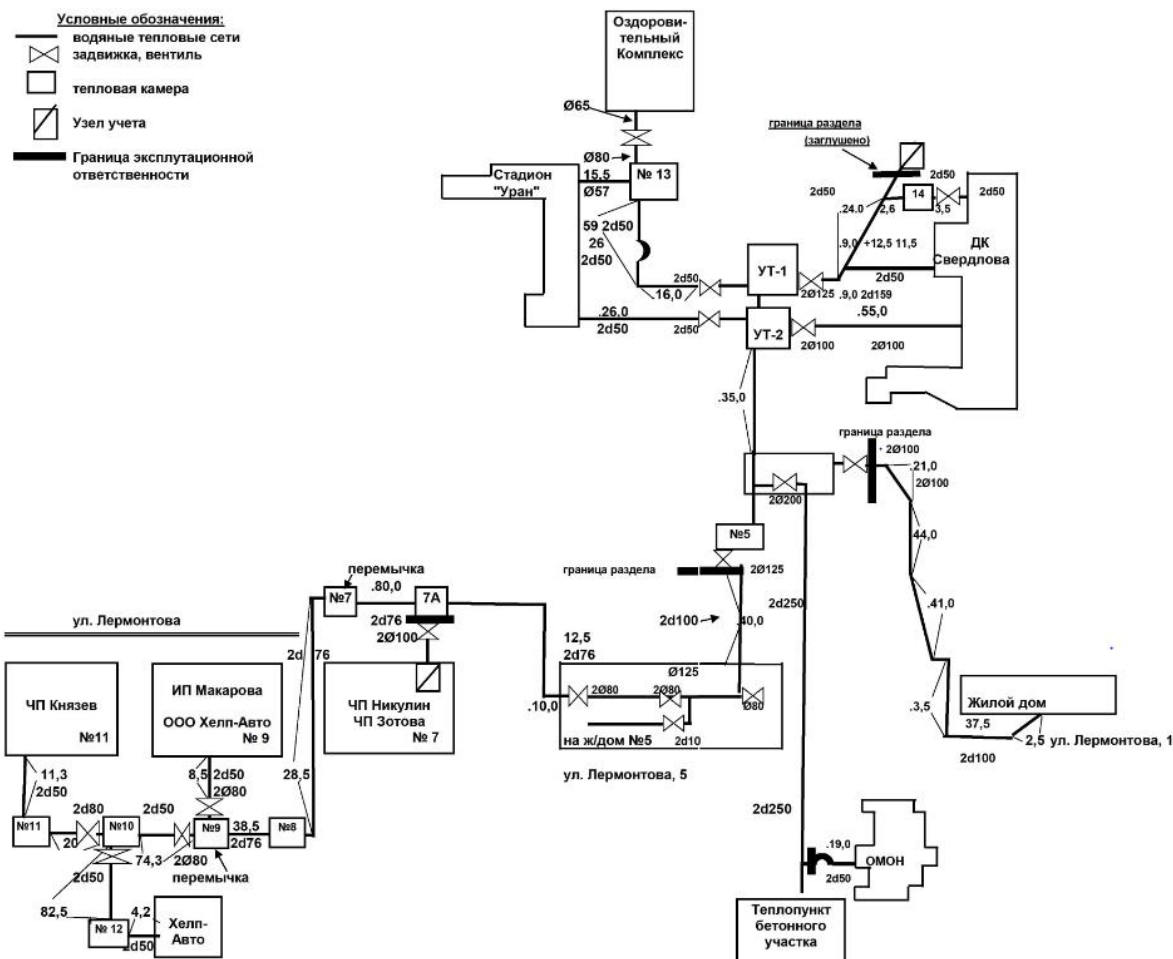 Условные обозначения:
водяные тепловые сети
задвижка, вентиль
тепловая камера
Узел учета
Граница эксплутационной
ответственности
Оздорови-
тельный
Комплекс
Ø65
Ø80
15,5
Ø57
№ 13
Стадион
"Уран"
59 2d50
26
2d50
.16,0
2d50
.26,0
2d50
2d50
УТ-1
УТ-2
2Ø125
2Ø100
граница раздела
(заглушено)
2d50
2d50
14
2d50
.24.0
2,6
3,5
.9,0
+12,5 11,5
2d50
ДК
Свердлова
.9,0 2d159
.55,0
2Ø100
.35,0
2Ø200
граница раздела
2Ø100
.21,0
2Ø100
44,0
.41,0
.3,5
Жилой дом
37,5
2,5 ул. Лермонтова, 1
2d100
№5
граница раздела
2Ø125
2d250
2d100
.40,0
12,5
2d76
Ø125
2Ø80
2Ø80
Ø80
.10,0
2d10
на ж/дом №5
ул. Лермонтова, 5
перемычка
.80,0
№7
7А
2d76
2Ø100
ул. Лермонтова
2d 76
ЧП Князев
№11
ИП Макарова
ООО Хелп-Авто
№ 9
ЧП Никулин
ЧП Зотова
№ 7
11,3
2d50
8,5
2d50
2Ø80
28,5
2d80
2d50
№11
20
№10
74,3
2Ø80
№9
38,5
2d76
№8
перемычка
2d50
82,5
№ 12
4,2
2d50
Хелп-
Авто
2d250
.19,0
2d50
ОМОН
Теплопункт
бетонного
участка